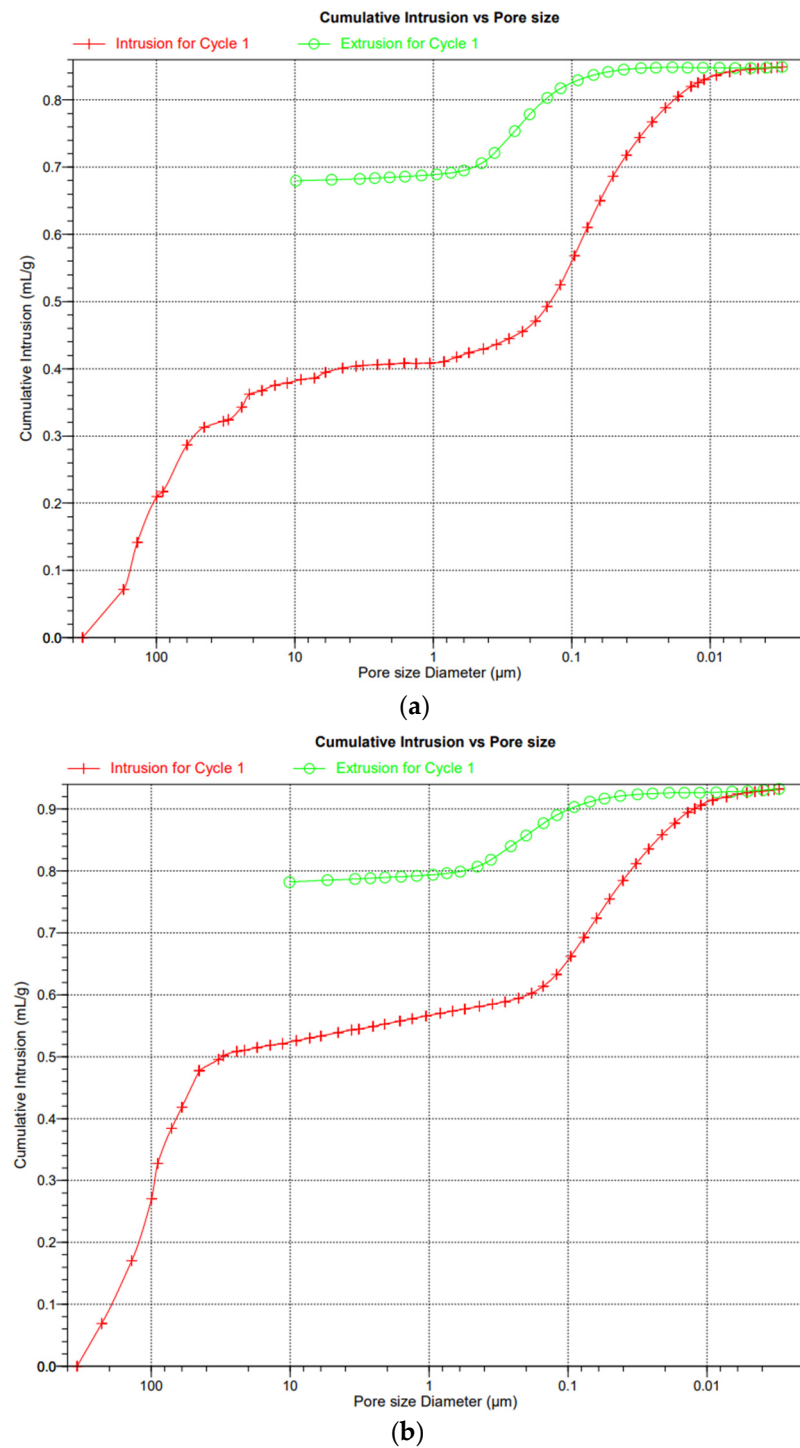 Cumulative Intrusion vs Pore size
Intrusion for Cycle 1 Extrusion for Cycle 1
0.8
0.7
0.6
0.5
0.4
0.3
0.2
0.1
0.0
Cumulative Intrusion (mL/g)
100 10 1 0.1 0.01
Pore size Diameter (µm)
(a)
Cumulative Intrusion vs Pore size
Intrusion for Cycle 1 Extrusion for Cycle 1
0.9
0.8
0.7
0.6
0.5
0.4
0.3
0.2
0.1
0.0
Cumulative Intrusion (mL/g)
100 10 1 0.1 0.01
Pore size Diameter (µm)
(b)